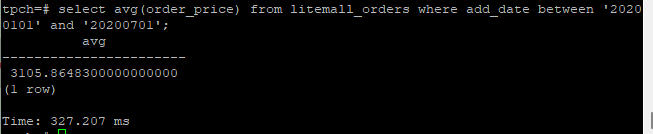 tpch=# select avg(order_price) from litemall_orders where add_date between '2020
0101' and '20200701';
avg
-----------------------
3105.8648300000000000
(1 row)
Time: 327.207 ms